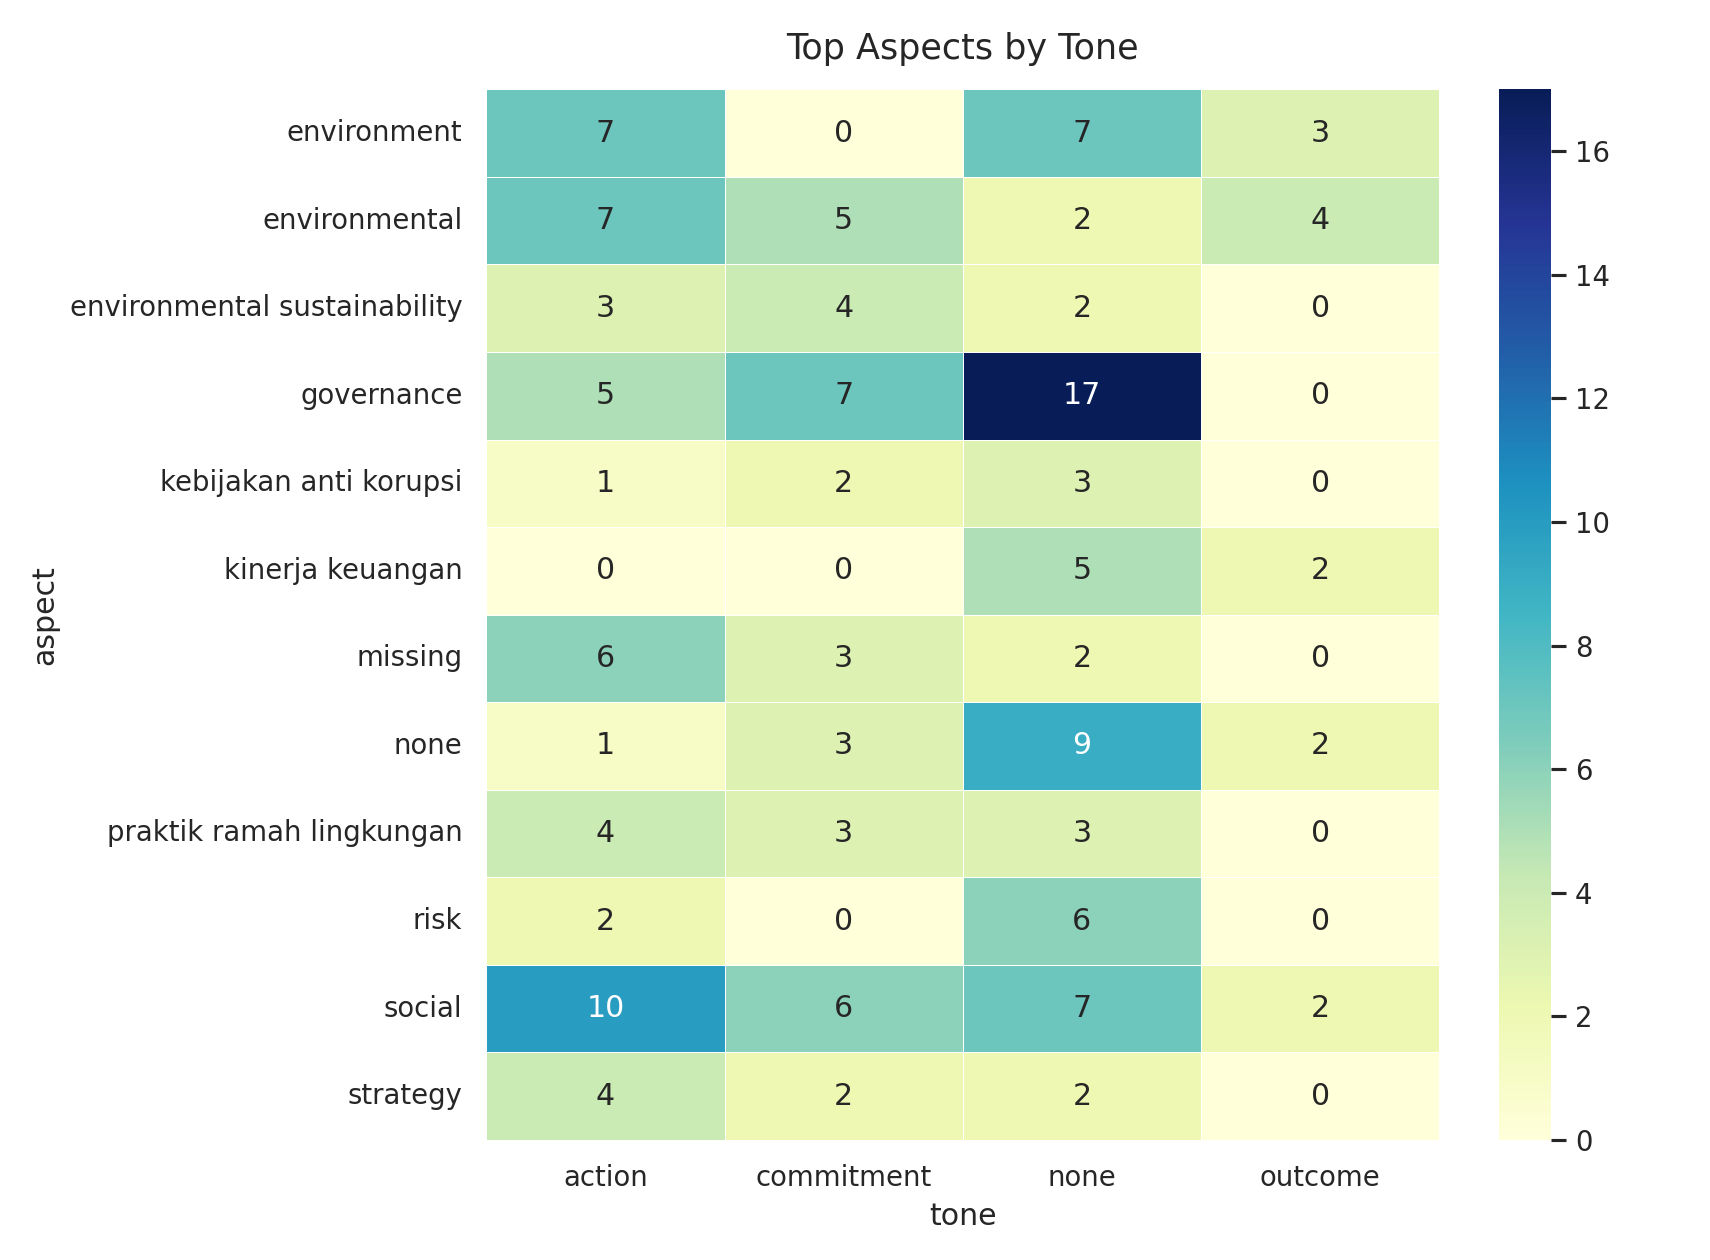 Top Aspects by Tone
environment 7 0 7 3
environmental 7 5 2 4
environmental sustainability 3 4 2 0
governance 5 7 17 0
kebijakan anti korupsi 1 2 3 0
kinerja keuangan 0 0 5 2
missing 6 3 2 0
none 1 3 9 2
praktik ramah lingkungan 4 3 3 0
risk 2 0 6 0
social 10 6 7 2
strategy 4 2 2 0
action commitment none outcome
tone
aspect
16
14
12
10
8
6
4
2
0